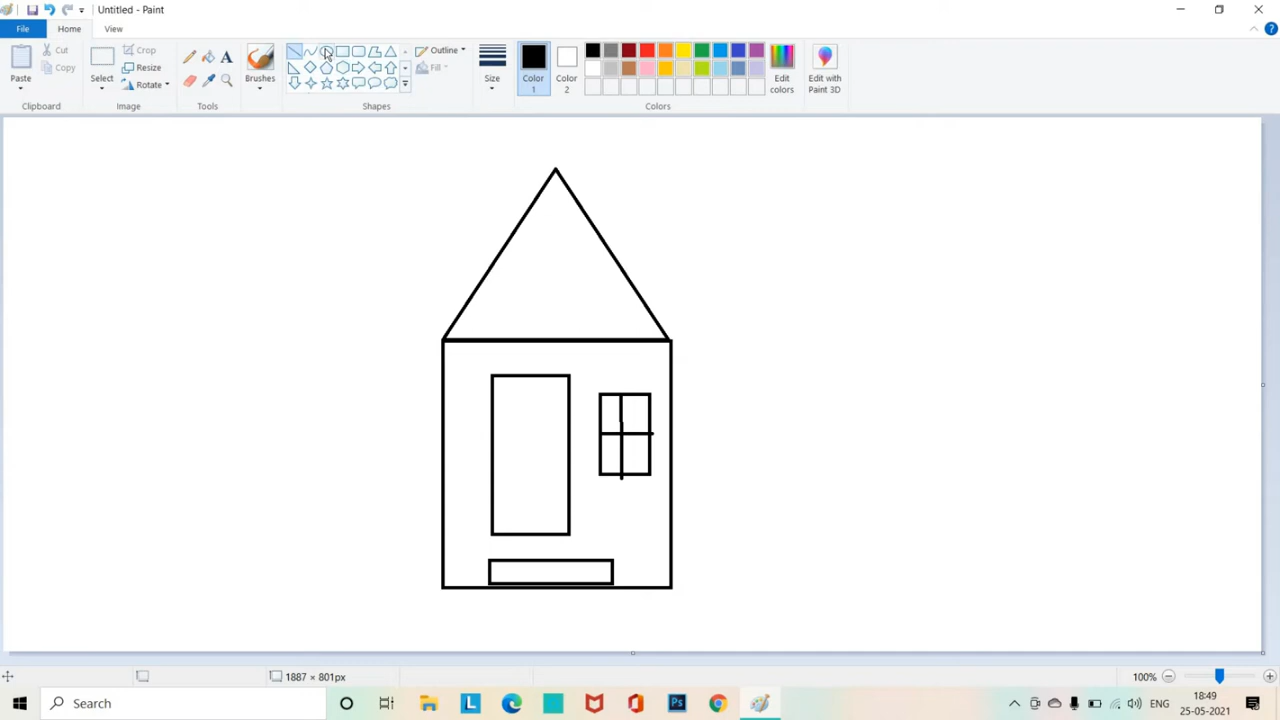 Untitled - Paint
File Home View
Paste
Cut
Copy
Clipboard
Select
Crop
Resize
Rotate
Image
Tools
Brushes
Shapes
Outline
Fill
Size
Color 1
Color 2
Edit colors
Colors
Edit with Paint 3D
1887 × 801px
100%
Search
L
Ps
ENG
18:49
25-05-2021